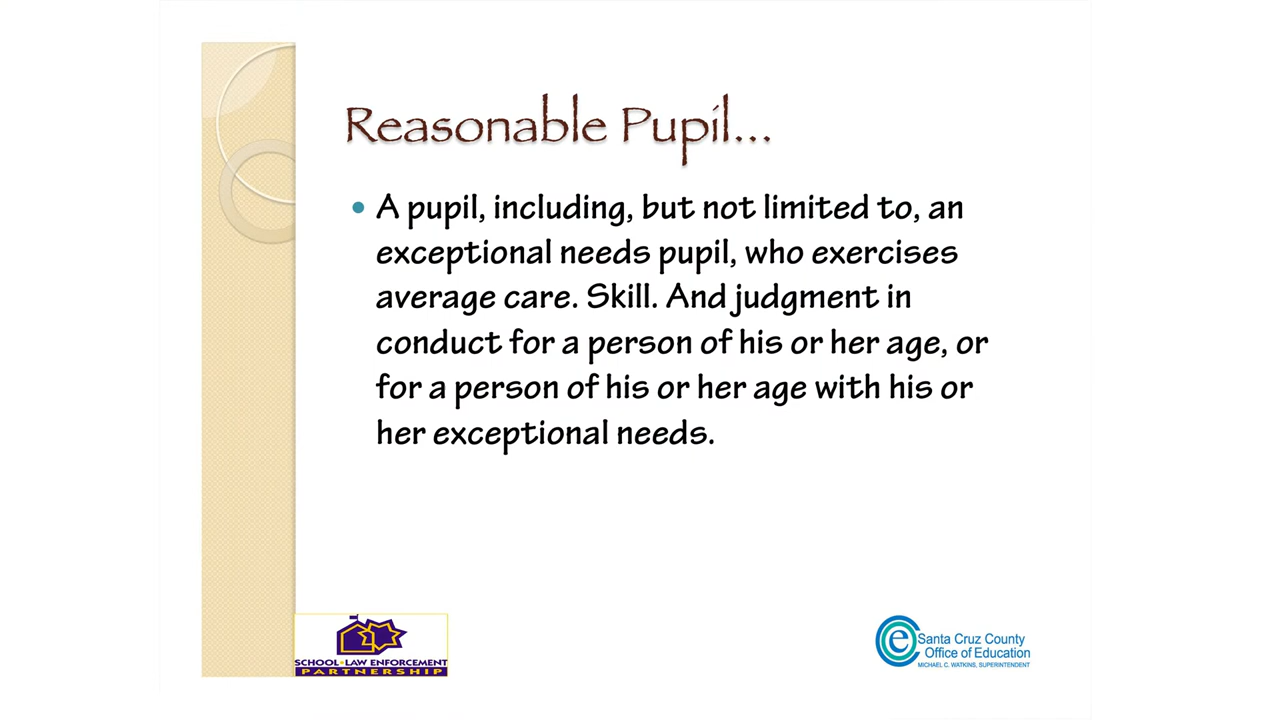 Reasonable Pupil...
• A pupil, including, but not limited to, an
exceptional needs pupil, who exercises
average care. Skill. And judgment in
conduct for a person of his or her age, or
for a person of his or her age with his or
her exceptional needs.
SCHOOL LAW ENFORCEMENT
PARTNERSHIP
Santa Cruz County
Office of Education
MICHAEL C. WATKINS, SUPERINTENDENT